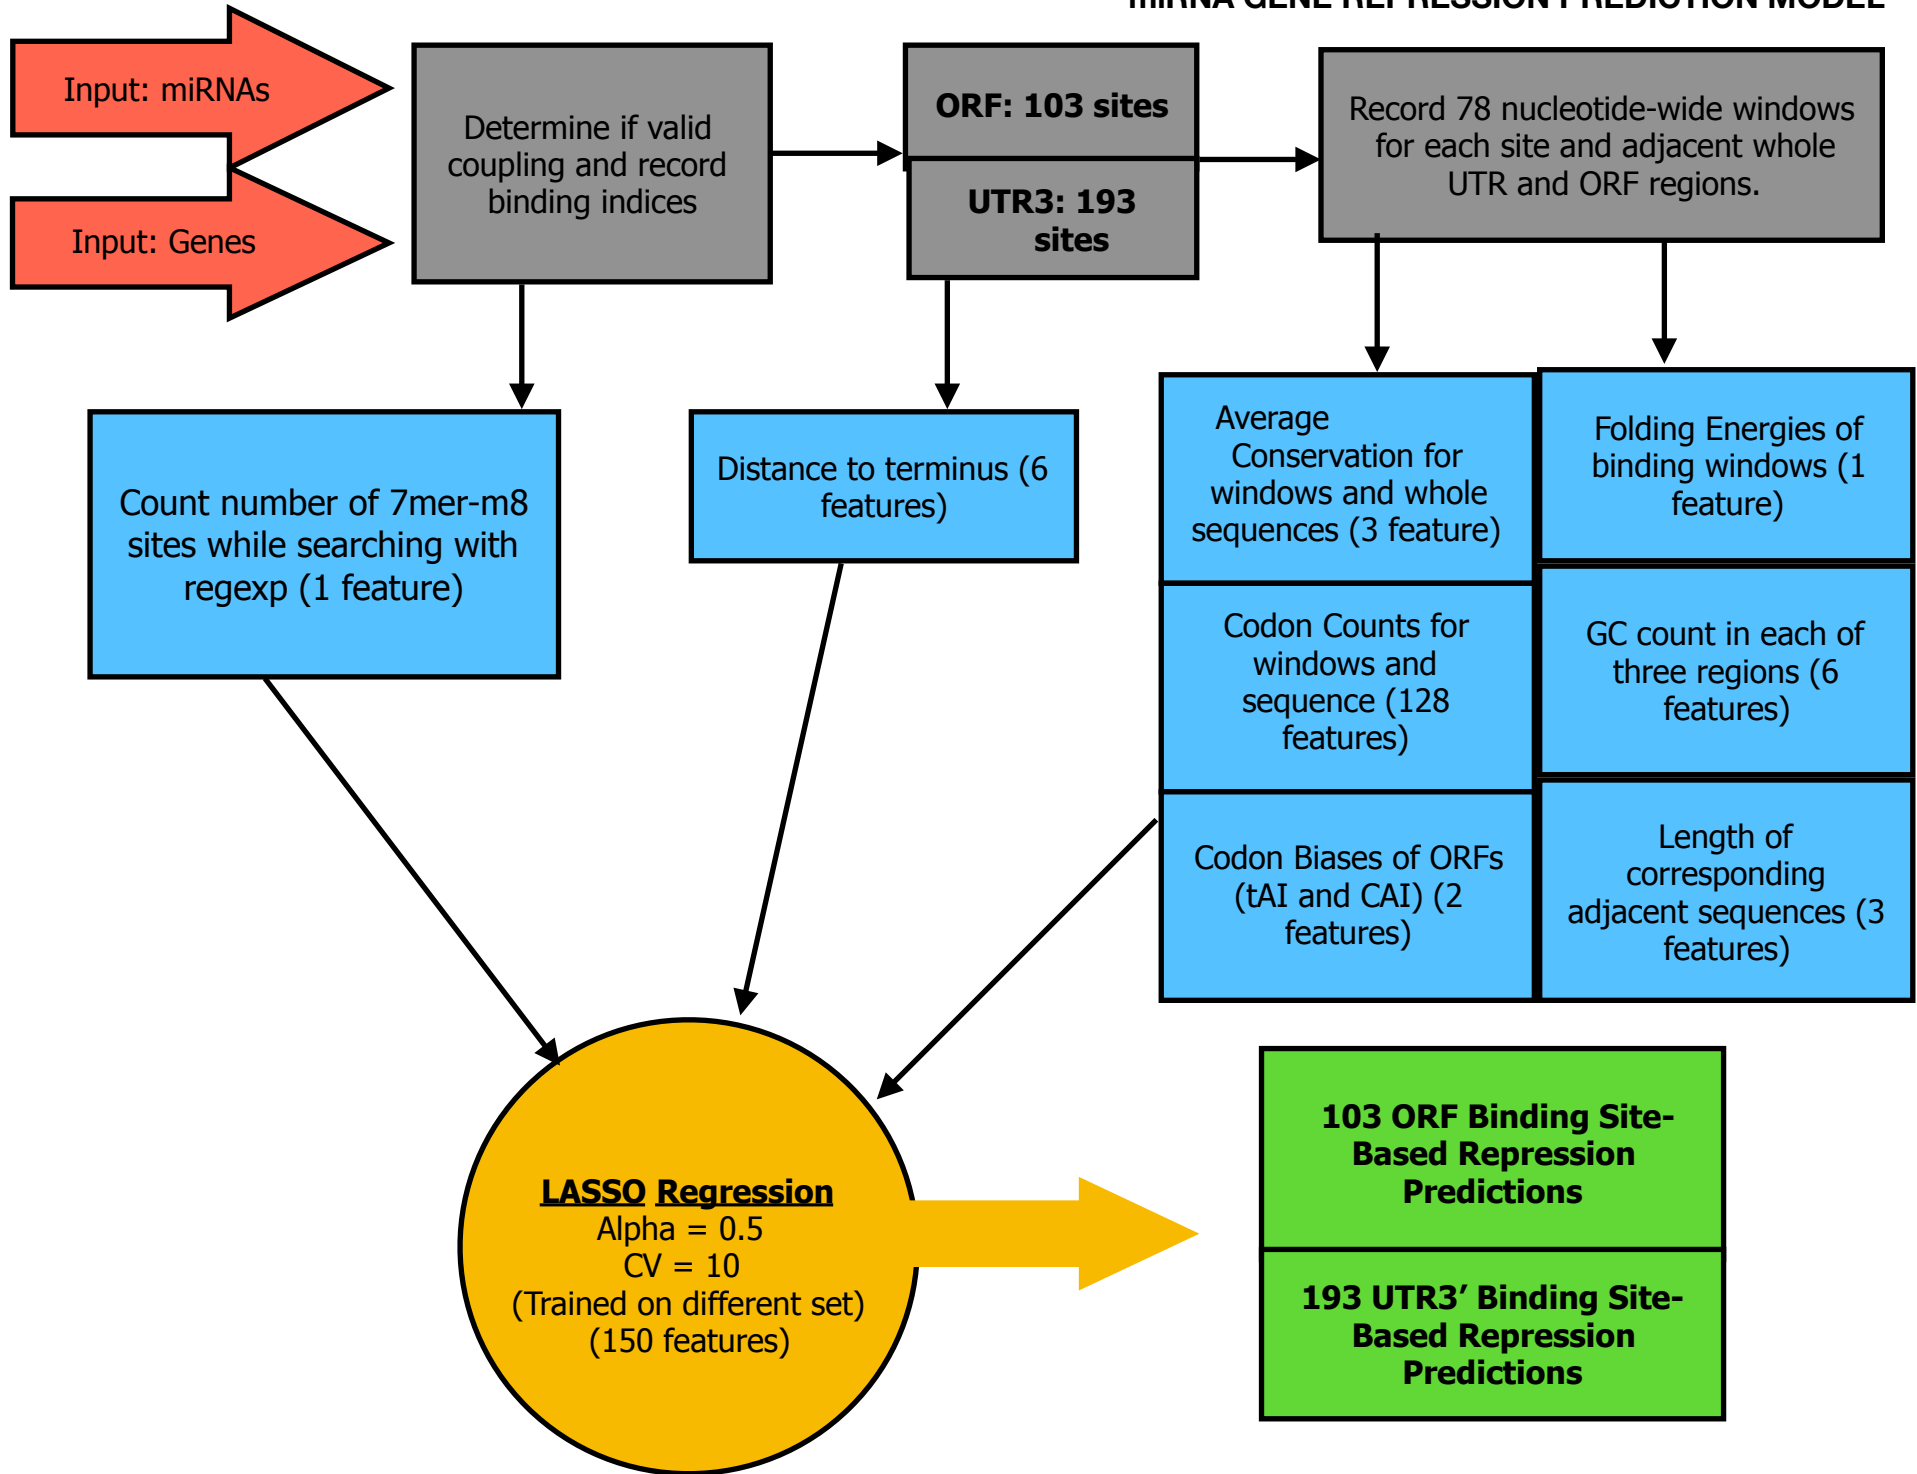 miRNA GENE REPRESSION PREDICTION MODEL
Input: miRNAs
Input: Genes
Determine if valid
coupling and record
binding indices
ORF: 103 sites
UTR3: 193
sites
Record 78 nucleotide-wide windows
for each site and adjacent whole
UTR and ORF regions.
Count number of 7mer-m8
sites while searching with
regexp (1 feature)
Distance to terminus (6
features)
Average
Conservation for
windows and whole
sequences (3 feature)
Folding Energies of
binding windows (1
feature)
Codon Counts for
windows and
sequence (128
features)
GC count in each of
three regions (6
features)
Codon Biases of ORFs
(tAI and CAI) (2
features)
Length of
corresponding
adjacent sequences (3
features)
LASSO Regression
Alpha = 0.5
CV = 10
(Trained on different set)
(150 features)
103 ORF Binding Site-
Based Repression
Predictions
193 UTR3’ Binding Site-
Based Repression
Predictions